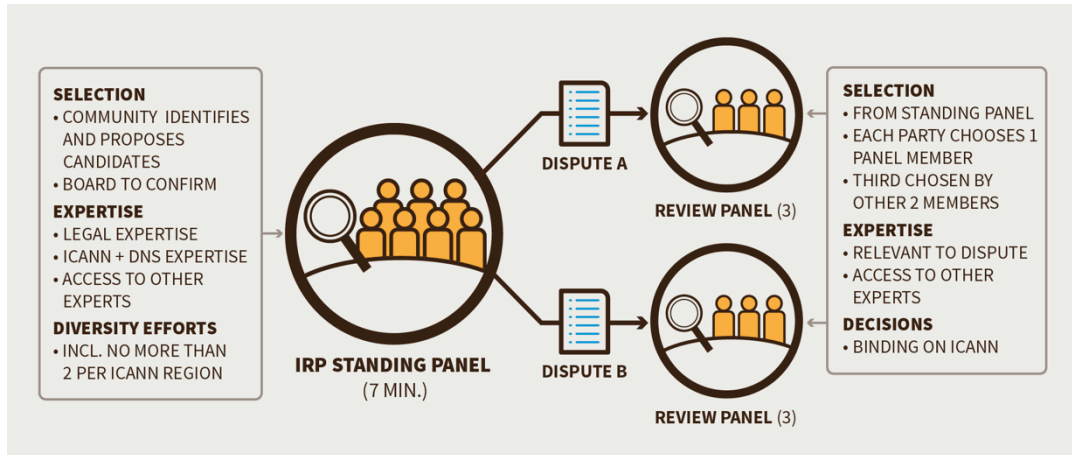 SELECTION
• COMMUNITY IDENTIFIES
AND PROPOSES
CANDIDATES
• BOARD TO CONFIRM
EXPERTISE
• LEGAL EXPERTISE
• ICANN + DNS EXPERTISE
• ACCESS TO OTHER
EXPERTS
DIVERSITY EFFORTS
• INCL. NO MORE THAN
2 PER ICANN REGION
IRP STANDING PANEL
(7 MIN.)
DISPUTE A
REVIEW PANEL (3)
DISPUTE B
REVIEW PANEL (3)
SELECTION
• FROM STANDING PANEL
• EACH PARTY CHOOSES 1
PANEL MEMBER
• THIRD CHOSEN BY
OTHER 2 MEMBERS
EXPERTISE
• RELEVANT TO DISPUTE
• ACCESS TO OTHER
EXPERTS
DECISIONS
• BINDING ON ICANN